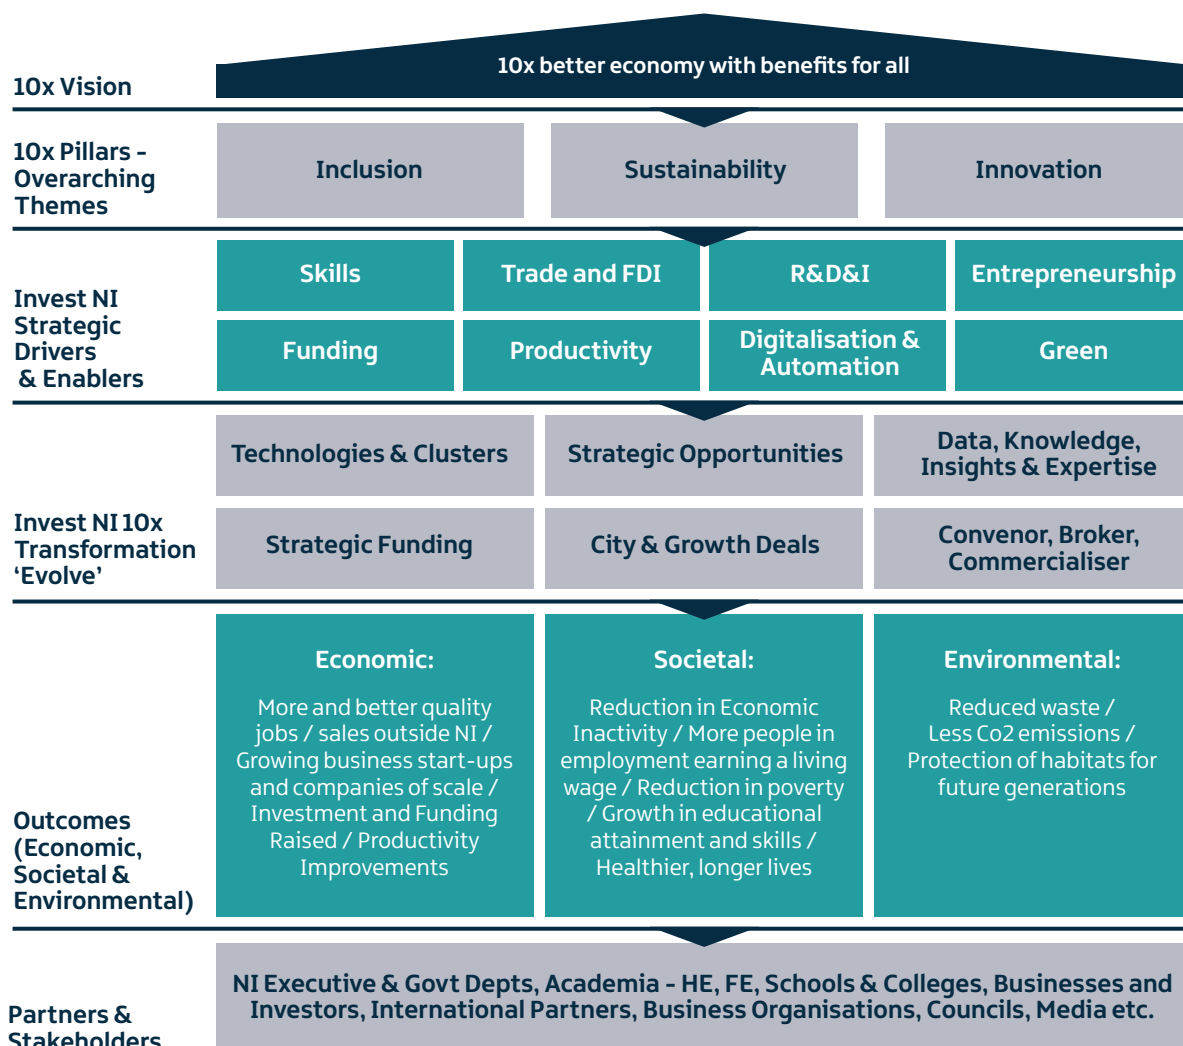 10x better economy with benefits for all
10x Vision
10x Pillars -
Overarching
Themes
Inclusion
Sustainability
Innovation
Invest NI
Strategic
Drivers
& Enablers
Skills
Trade and FDI
R&D&I
Entrepreneurship
Funding
Productivity
Digitalisation &
Automation
Green
Invest NI 10x
Transformation
‘Evolve’
Technologies & Clusters
Strategic Opportunities
Data, Knowledge,
Insights & Expertise
Strategic Funding
City & Growth Deals
Convenor, Broker,
Commercialiser
Outcomes
(Economic,
Societal &
Environmental)
Economic:
More and better quality
jobs / sales outside NI /
Growing business start-ups
and companies of scale /
Investment and Funding
Raised / Productivity
Improvements
Societal:
Reduction in Economic
Inactivity / More people in
employment earning a living
wage / Reduction in poverty
/ Growth in educational
attainment and skills /
Healthier, longer lives
Environmental:
Reduced waste /
Less Co2 emissions /
Protection of habitats for
future generations
Partners &
Stakeholders
NI Executive & Govt Depts, Academia - HE, FE, Schools & Colleges, Businesses and
Investors, International Partners, Business Organisations, Councils, Media etc.